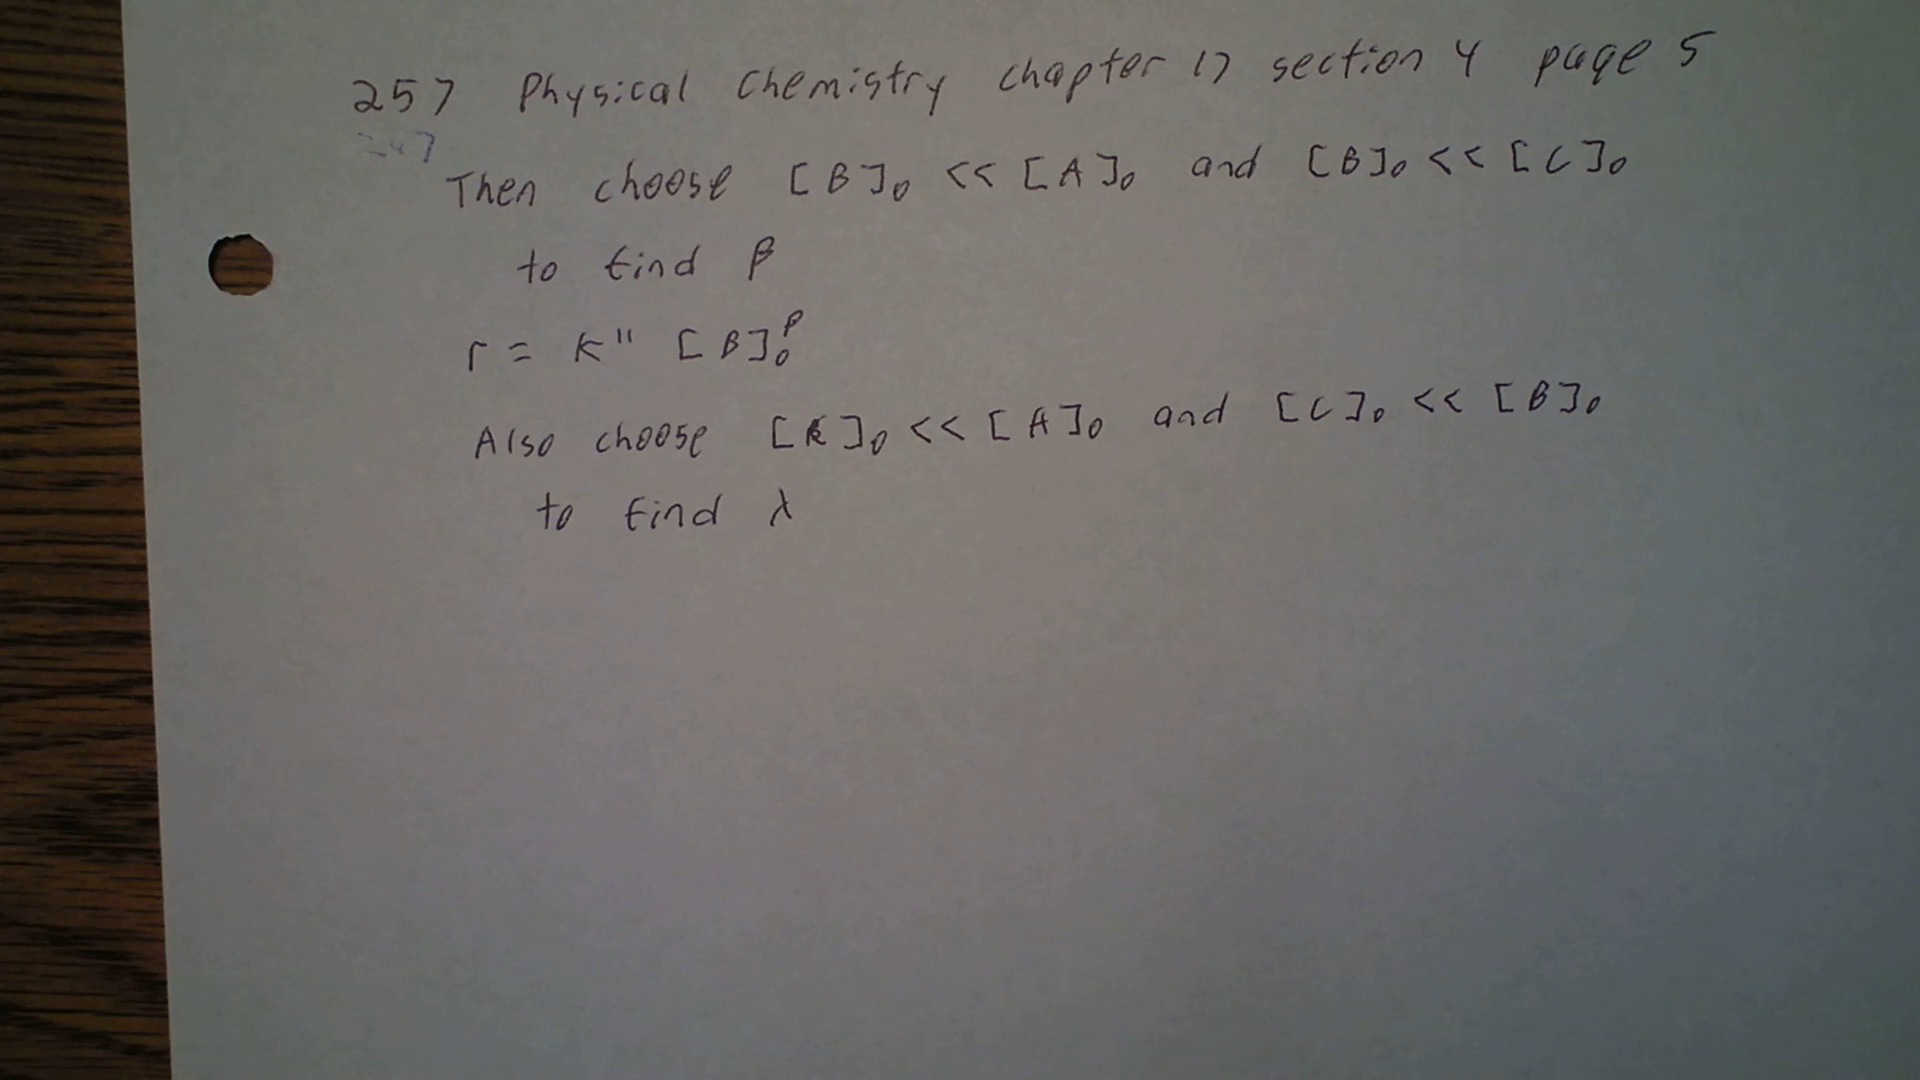 257 Physical Chemistry chapter 17 section 4 page 5
Then choose [B]₀ << [A]₀ and [B]₀ << [C]₀
to find β
r = k" [B]₀^β
Also choose [C]₀ << [A]₀ and [C]₀ << [B]₀
to find λ